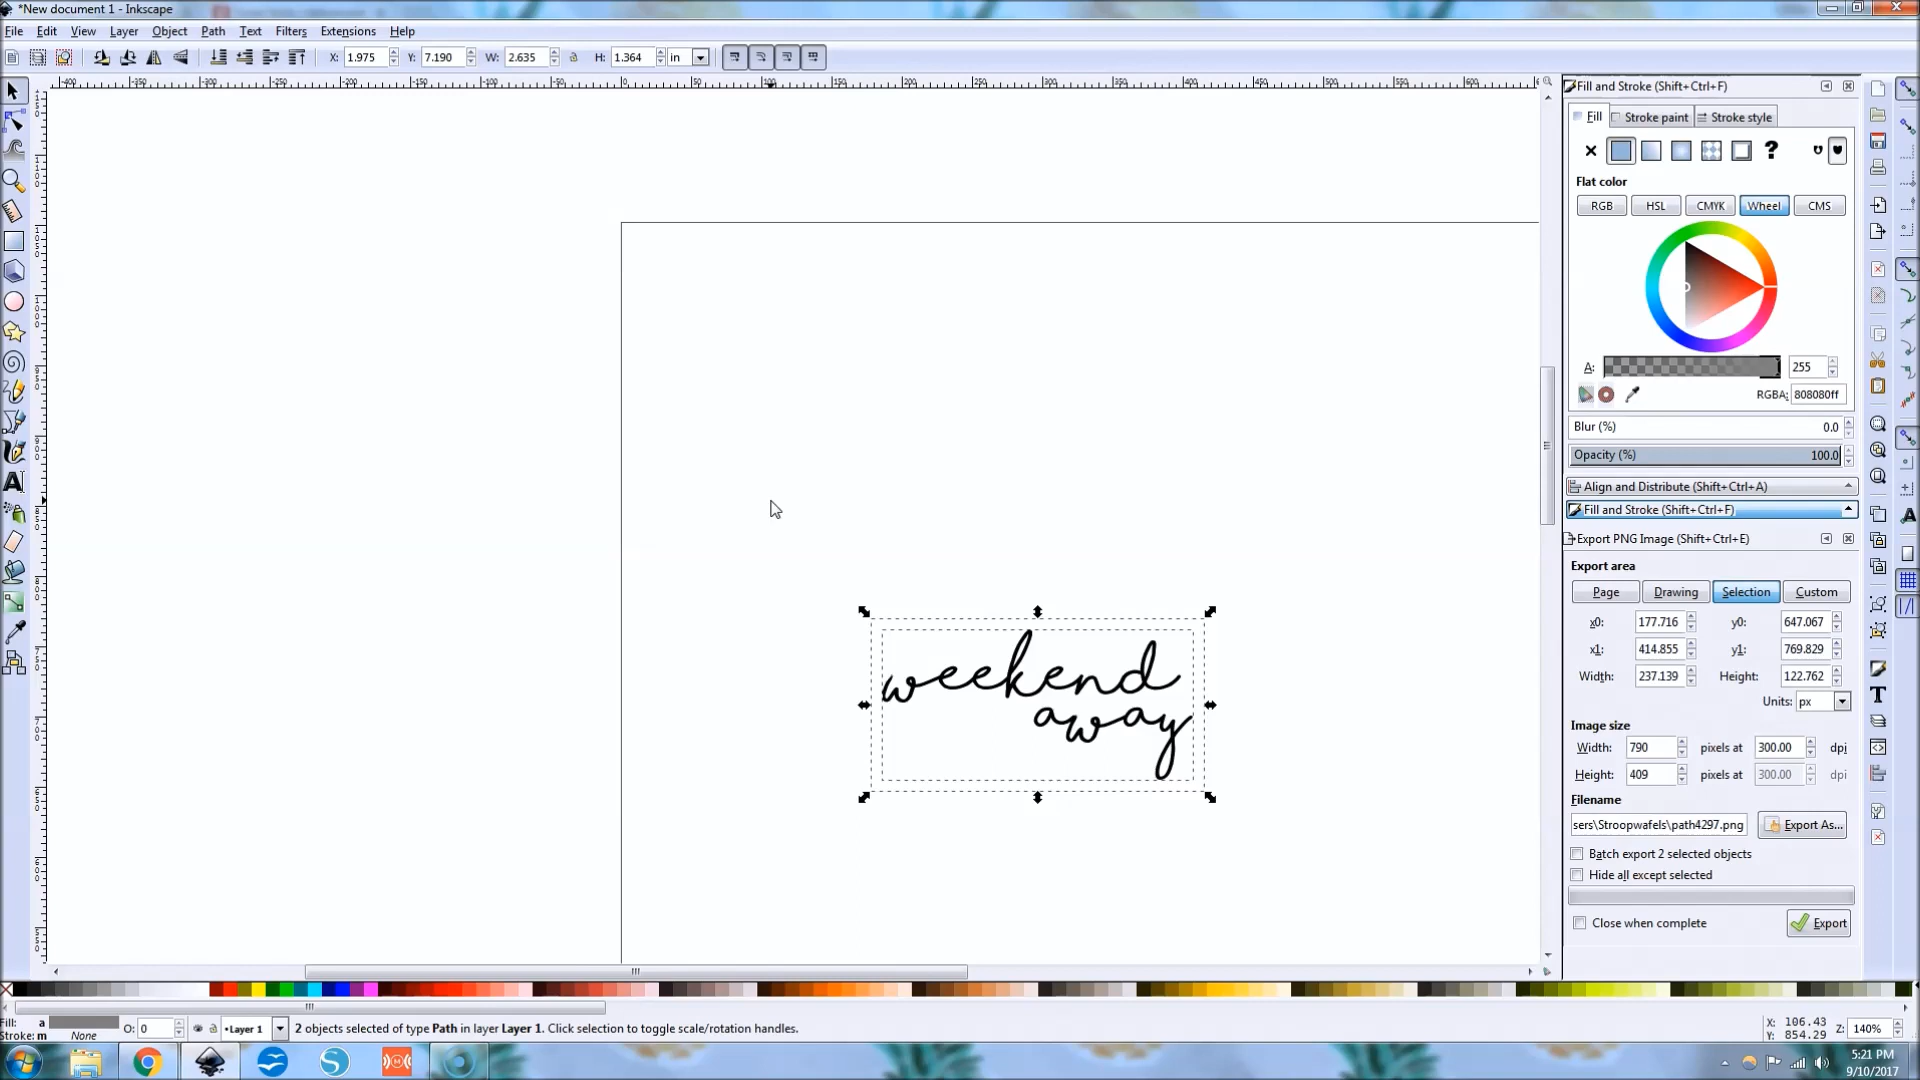 *New document 1 - Inkscape
File Edit View Layer Object Path Text Filters Extensions Help
X: 1.975 Y: 7.190 W: 2.635 H: 1.364 in
Fill and Stroke (Shift+Ctrl+F)
Fill Stroke paint Stroke style
Flat color
RGB HSL CMYK Wheel CMS
A: 255
RGBA: 808080ff
Blur (%) 0.0
Opacity (%) 100.0
Align and Distribute (Shift+Ctrl+A)
Fill and Stroke (Shift+Ctrl+F)
Export PNG Image (Shift+Ctrl+E)
Export area
Page Drawing Selection Custom
x0: 177.716 y0: 647.067
x1: 414.855 y1: 769.829
Width: 237.139 Height: 122.762
Units: px
Image size
Width: 790 pixels at 300.00 dpi
Height: 409 pixels at 300.00 dpi
Filename
sers\Stroopwafels\path4297.png Export As...
Batch export 2 selected objects
Hide all except selected
Close when complete Export
weekend
away
Fill: a O: 0 Layer 1 2 objects selected of type Path in layer Layer 1. Click selection to toggle scale/rotation handles.
Stroke: m None
X: 106.43
Y: 854.29
Z: 140%
5:21 PM
9/10/2017